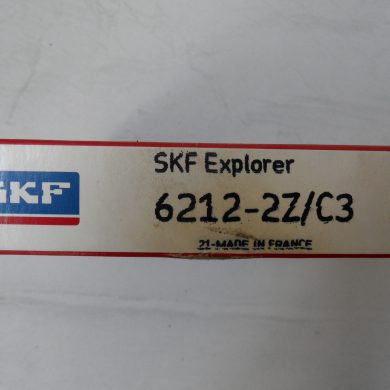 SKF Explorer
SKF
6212-2Z/C3
21-MADE IN FRANCE